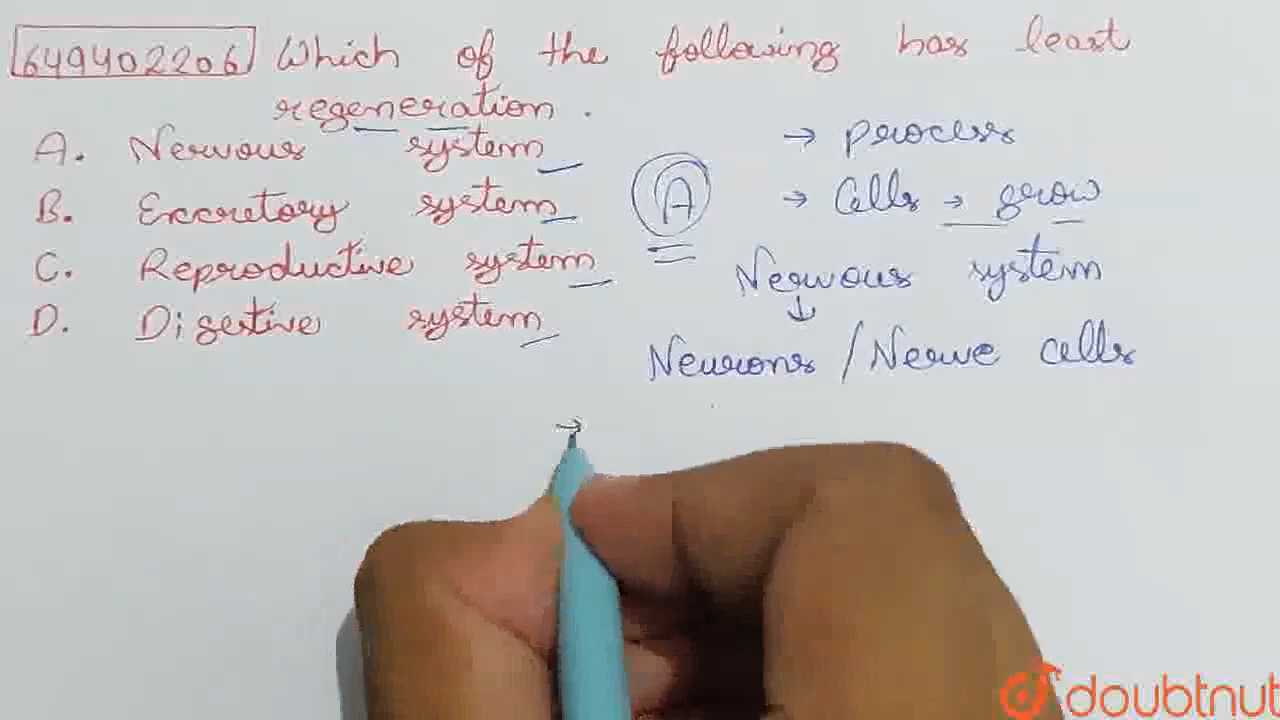 649402206 Which of the following has least
regeneration.
A. Nervous system
B. Excretory system
C. Reproductive system
D. Digestive system
A
→ process
→ Cells → grow
Nervous system
↓
Neurons / Nerve cells
→
doubtnut